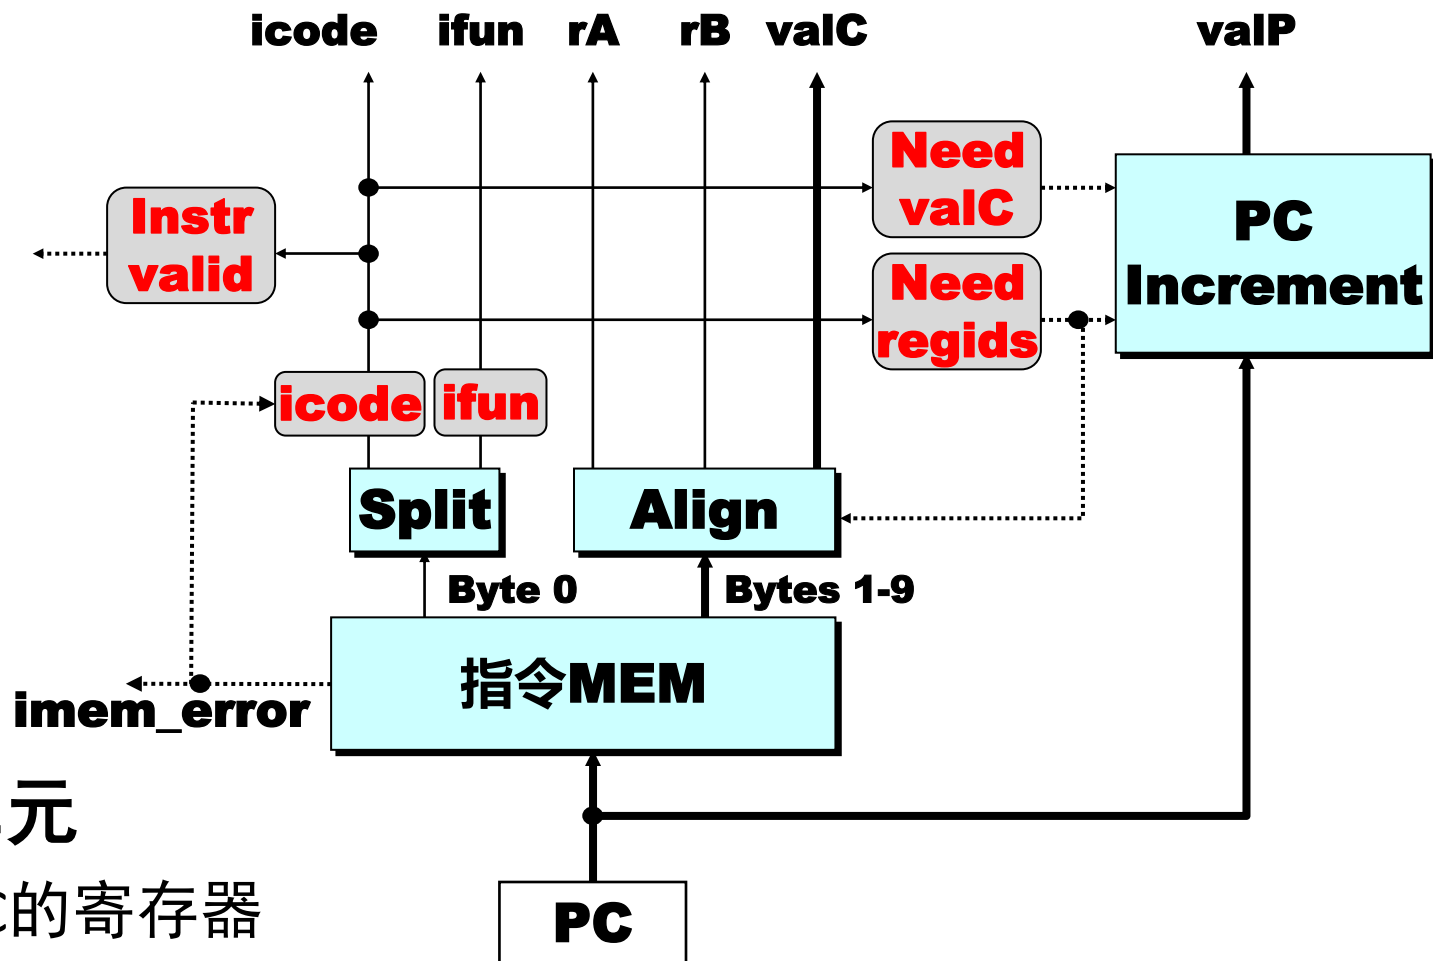 icode ifun rA rB valC valP
Need
valC
Instr
valid
PC
Increment
Need
regids
icode ifun
Split Align
Byte 0 Bytes 1-9
指令MEM
imem_error
元
的寄存器
PC